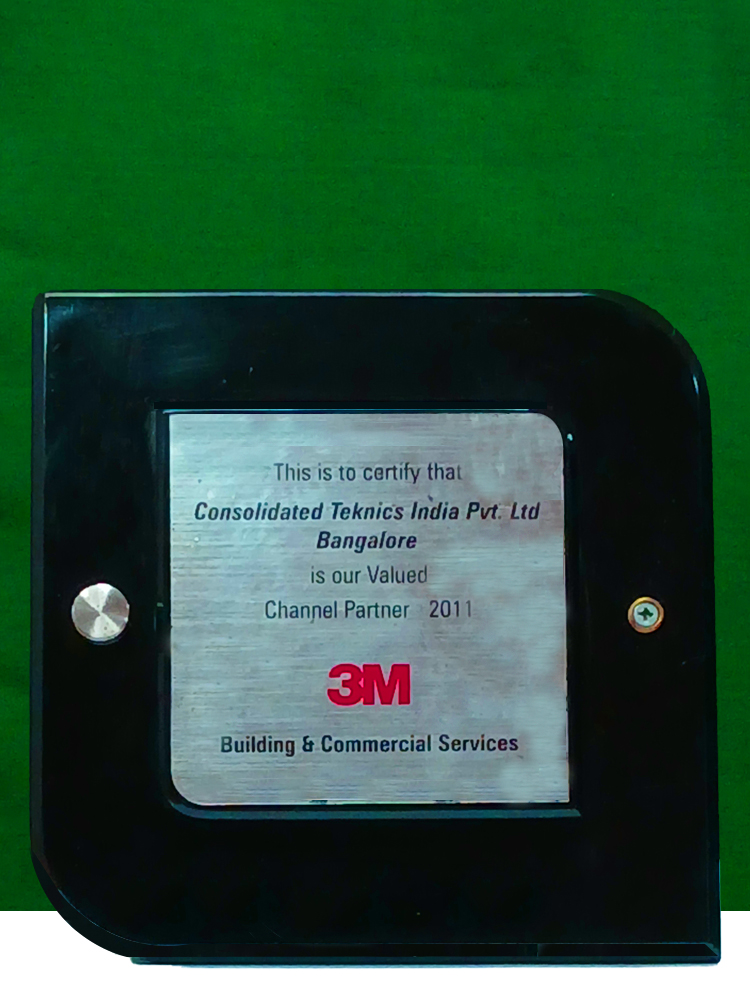 This is to certify that
Consolidated Teknics India Pvt. Ltd
Bangalore
is our Valued
Channel Partner 2011
3M
Building & Commercial Services